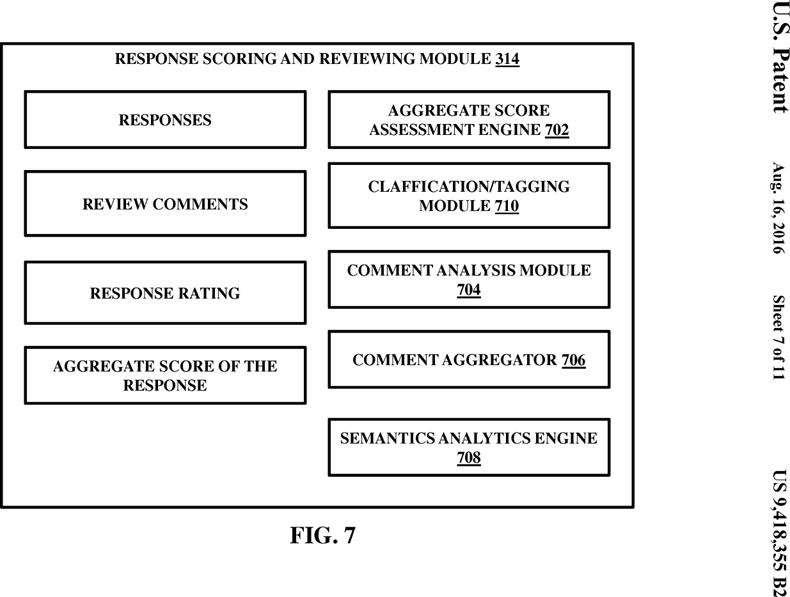 U.S. Patent
Aug. 16, 2016
Sheet 7 of 11
US 9,418,355 B2
RESPONSE SCORING AND REVIEWING MODULE 314
RESPONSES
REVIEW COMMENTS
RESPONSE RATING
AGGREGATE SCORE OF THE
RESPONSE
AGGREGATE SCORE
ASSESSMENT ENGINE 702
CLAFFICATION/TAGGING
MODULE 710
COMMENT ANALYSIS MODULE
704
COMMENT AGGREGATOR 706
SEMANTICS ANALYTICS ENGINE
708
FIG. 7